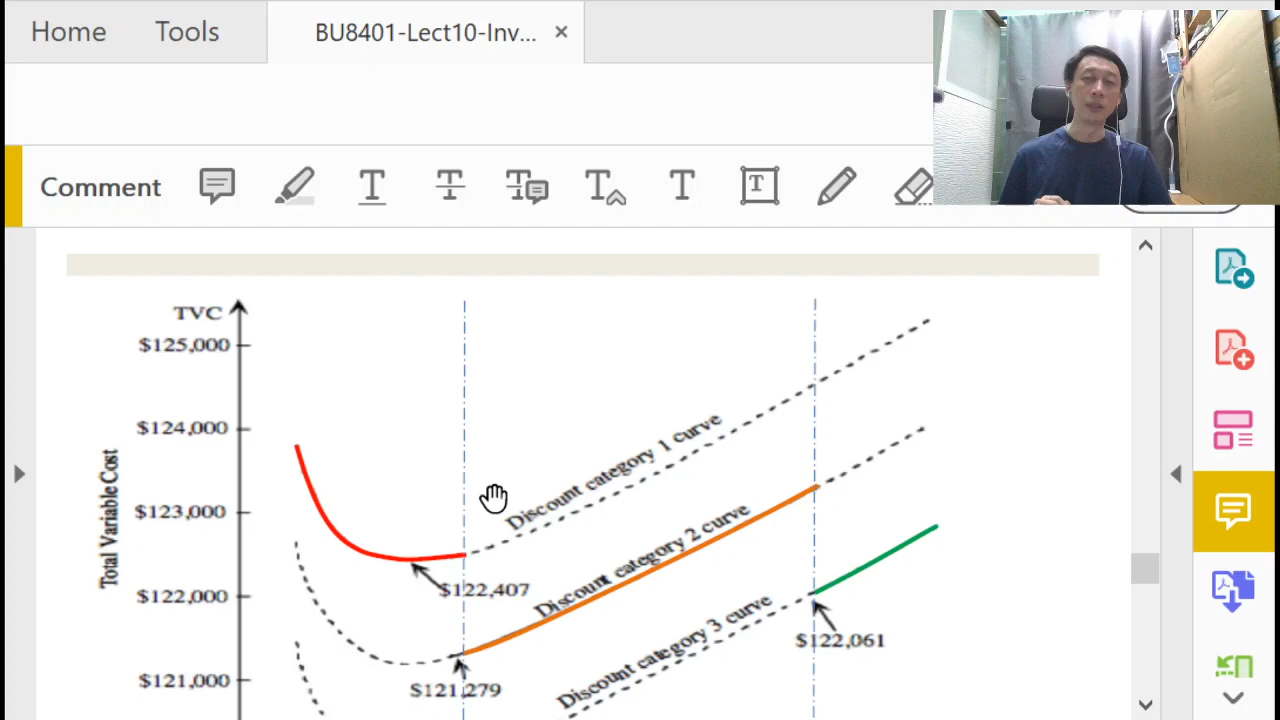 Home
Tools
BU8401-Lect10-Inv... ×
Comment
TVC
$125,000
$124,000
$123,000
$122,000
$121,000
Total Variable Cost
Discount category 1 curve
Discount category 2 curve
Discount category 3 curve
$122,407
$121,279
$122,061